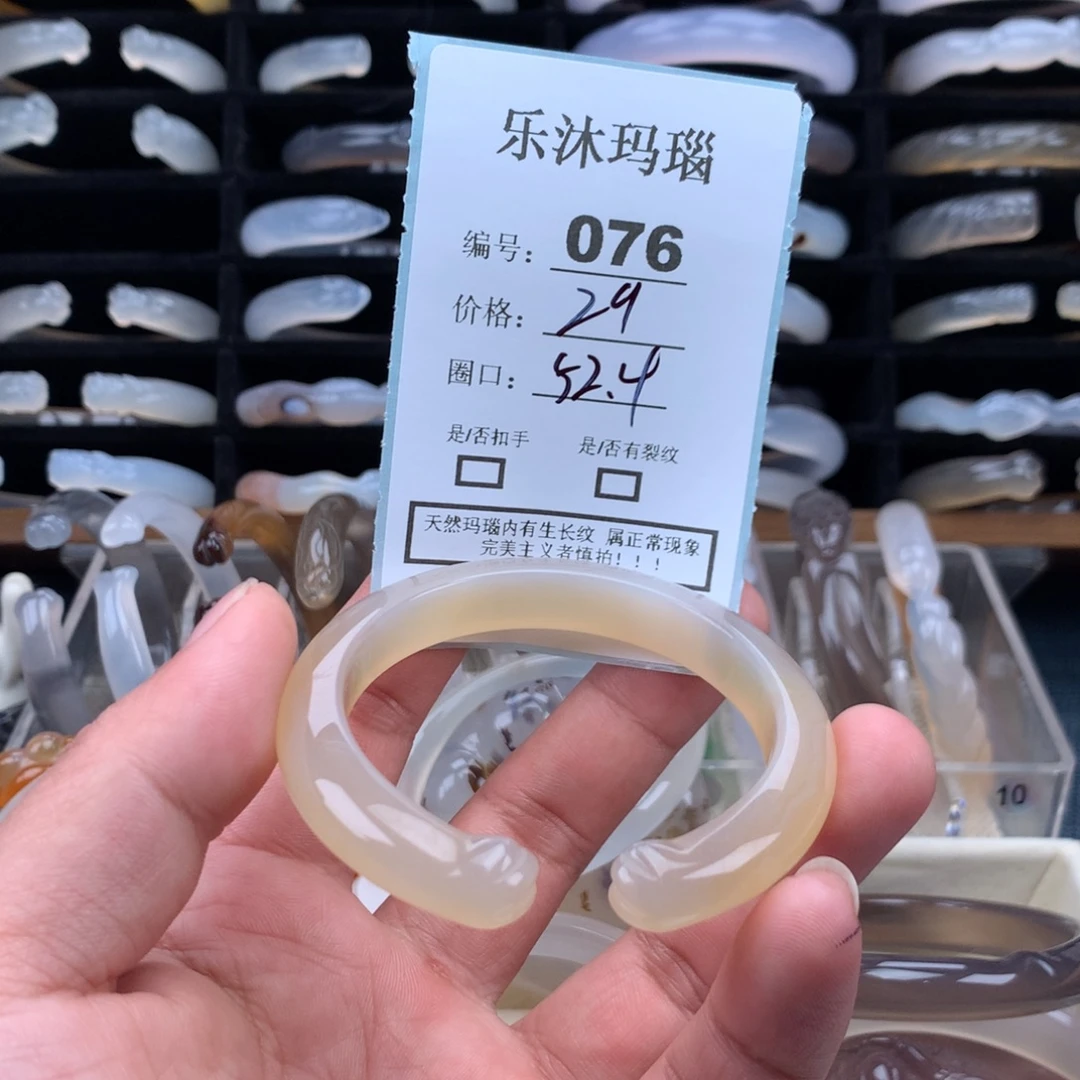 乐沐玛瑙
编号：076
价格：29
圈口：52.4
是/否扣手 是/否有裂纹
天然玛瑙内有生长纹 属正常现象
完美主义者慎拍！！！
10